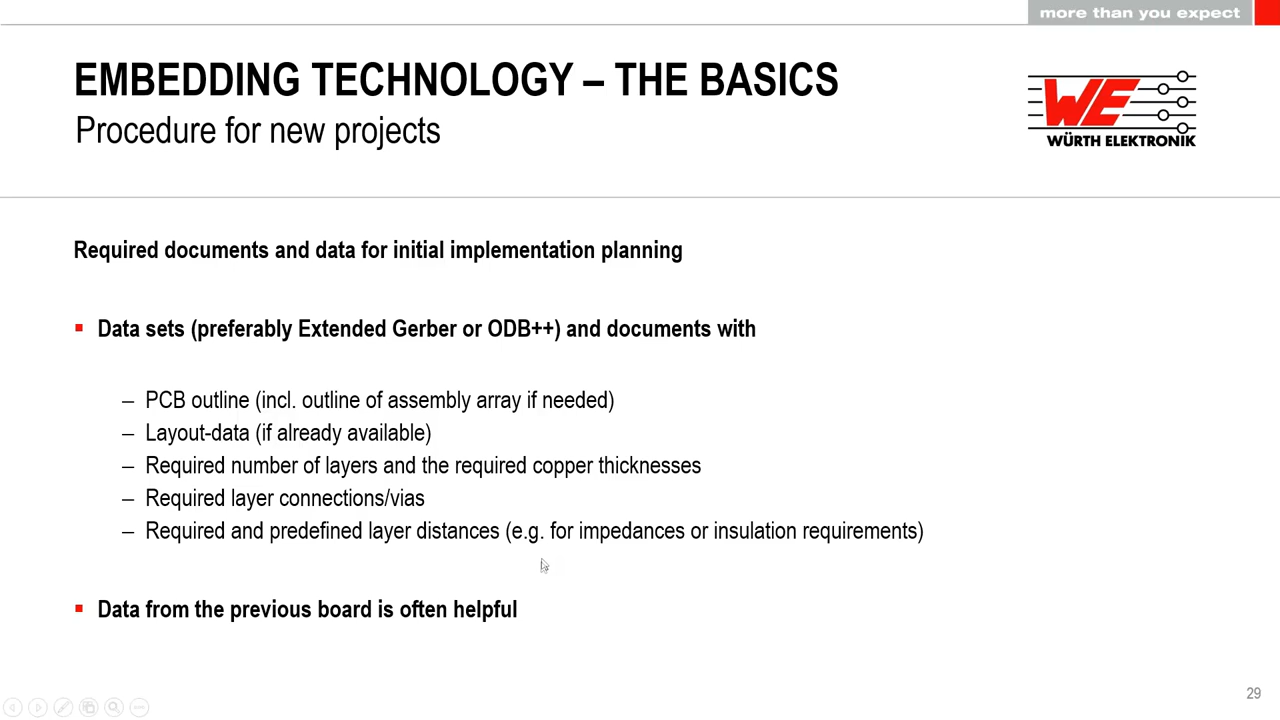 more than you expect
EMBEDDING TECHNOLOGY – THE BASICS
Procedure for new projects
WE
WÜRTH ELEKTRONIK
Required documents and data for initial implementation planning
▪ Data sets (preferably Extended Gerber or ODB++) and documents with
– PCB outline (incl. outline of assembly array if needed)
– Layout-data (if already available)
– Required number of layers and the required copper thicknesses
– Required layer connections/vias
– Required and predefined layer distances (e.g. for impedances or insulation requirements)
▪ Data from the previous board is often helpful
29